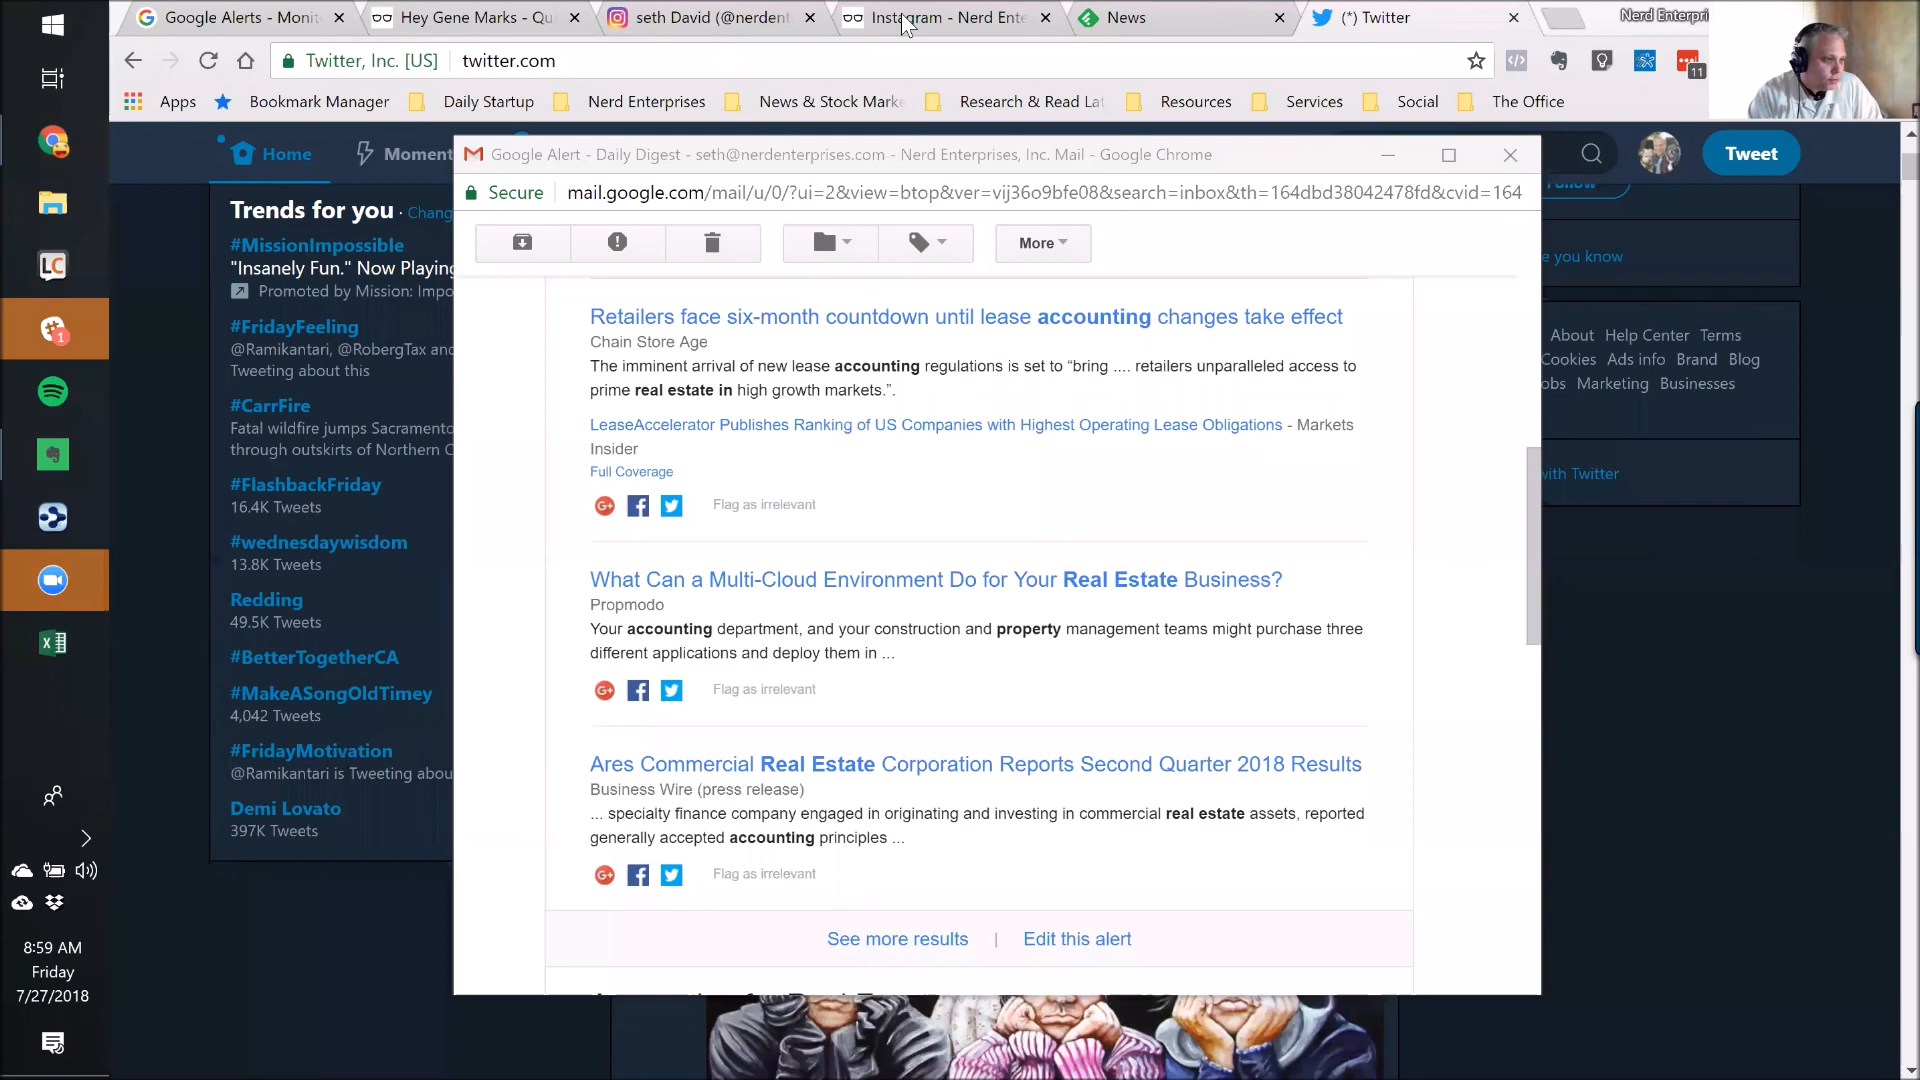 Google Alerts - Monit
Hey Gene Marks - Qu
seth David (@nerdent
Instagram - Nerd Ente
News
(*) Twitter
Nerd Enterpri
Twitter, Inc. [US]
twitter.com
11
Apps
Bookmark Manager
Daily Startup
Nerd Enterprises
News & Stock Marke
Research & Read Lat
Resources
Services
Social
The Office
Home
Moment
Tweet
Google Alert - Daily Digest - seth@nerdenterprises.com - Nerd Enterprises, Inc. Mail - Google Chrome
Secure
mail.google.com/mail/u/0/?ui=2&view=btop&ver=vij36o9bfe08&search=inbox&th=164dbd38042478fd&cvid=164
More
Trends for you · Chang
#MissionImpossible
"Insanely Fun." Now Playing
Promoted by Mission: Impo
#FridayFeeling
@Ramikantari, @RobergTax and
Tweeting about this
#CarrFire
Fatal wildfire jumps Sacramento
through outskirts of Northern C
#FlashbackFriday
16.4K Tweets
#wednesdaywisdom
13.8K Tweets
Redding
49.5K Tweets
#BetterTogetherCA
#MakeASongOldTimey
4,042 Tweets
#FridayMotivation
@Ramikantari is Tweeting abou
Demi Lovato
397K Tweets
Retailers face six-month countdown until lease accounting changes take effect
Chain Store Age
The imminent arrival of new lease accounting regulations is set to “bring .... retailers unparalleled access to
prime real estate in high growth markets.”.
LeaseAccelerator Publishes Ranking of US Companies with Highest Operating Lease Obligations - Markets
Insider
Full Coverage
Flag as irrelevant
What Can a Multi-Cloud Environment Do for Your Real Estate Business?
Propmodo
Your accounting department, and your construction and property management teams might purchase three
different applications and deploy them in ...
Flag as irrelevant
Ares Commercial Real Estate Corporation Reports Second Quarter 2018 Results
Business Wire (press release)
... specialty finance company engaged in originating and investing in commercial real estate assets, reported
generally accepted accounting principles ...
Flag as irrelevant
See more results | Edit this alert
e you know
About Help Center Terms
Cookies Ads info Brand Blog
obs Marketing Businesses
with Twitter
LC
1
8:59 AM
Friday
7/27/2018